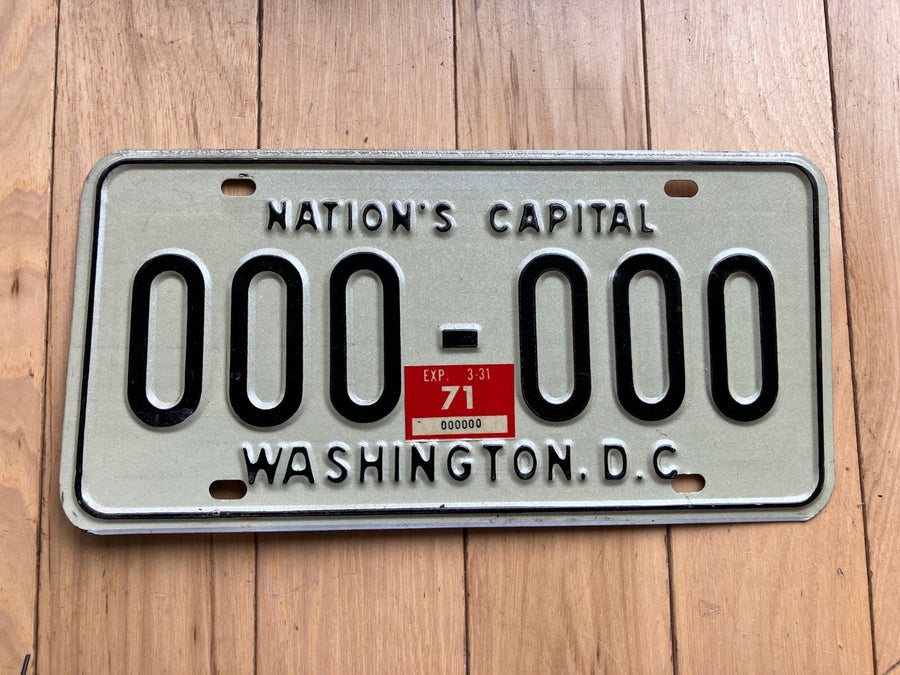 NATION'S CAPITAL
000-000
EXP. 3-31
71
000000
WASHINGTON, D.C.